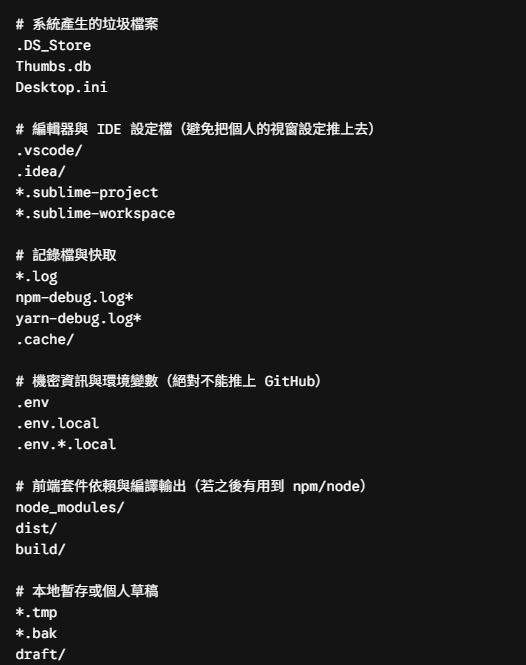 # 系統產生的垃圾檔案
.DS_Store
Thumbs.db
Desktop.ini
# 編輯器與 IDE 設定檔（避免把個人的視窗設定推上去）
.vscode/
.idea/
*.sublime-project
*.sublime-workspace
# 記錄檔與快取
*.log
npm-debug.log*
yarn-debug.log*
.cache/
# 機密資訊與環境變數（絕對不能推上 GitHub）
.env
.env.local
.env.*.local
# 前端套件依賴與編譯輸出（若之後有用到 npm/node）
node_modules/
dist/
build/
# 本地暫存或個人草稿
*.tmp
*.bak
draft/